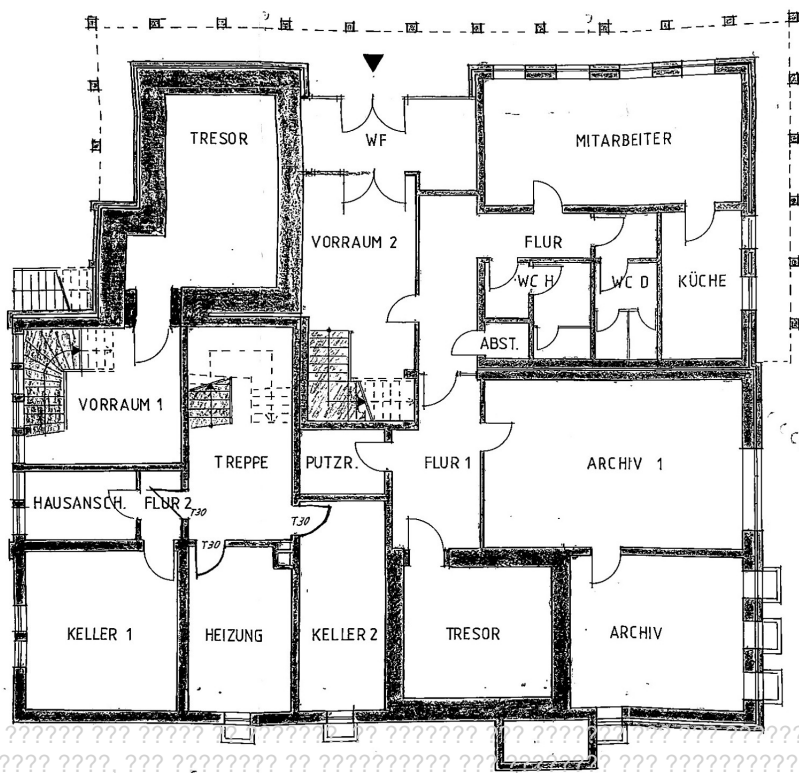 TRESOR
WF
MITARBEITER
VORRAUM 2
FLUR
WC H
WC D
KÜCHE
ABST.
VORRAUM 1
TREPPE
PUTZR.
FLUR 1
ARCHIV 1
HAUSANSCH.
FLUR 2
T30
T30
T30
KELLER 1
HEIZUNG
KELLER 2
TRESOR
ARCHIV
?????? ??? ????? ? ?????? ??? ????? ? ?????? ??? ????? ? ?????? ???